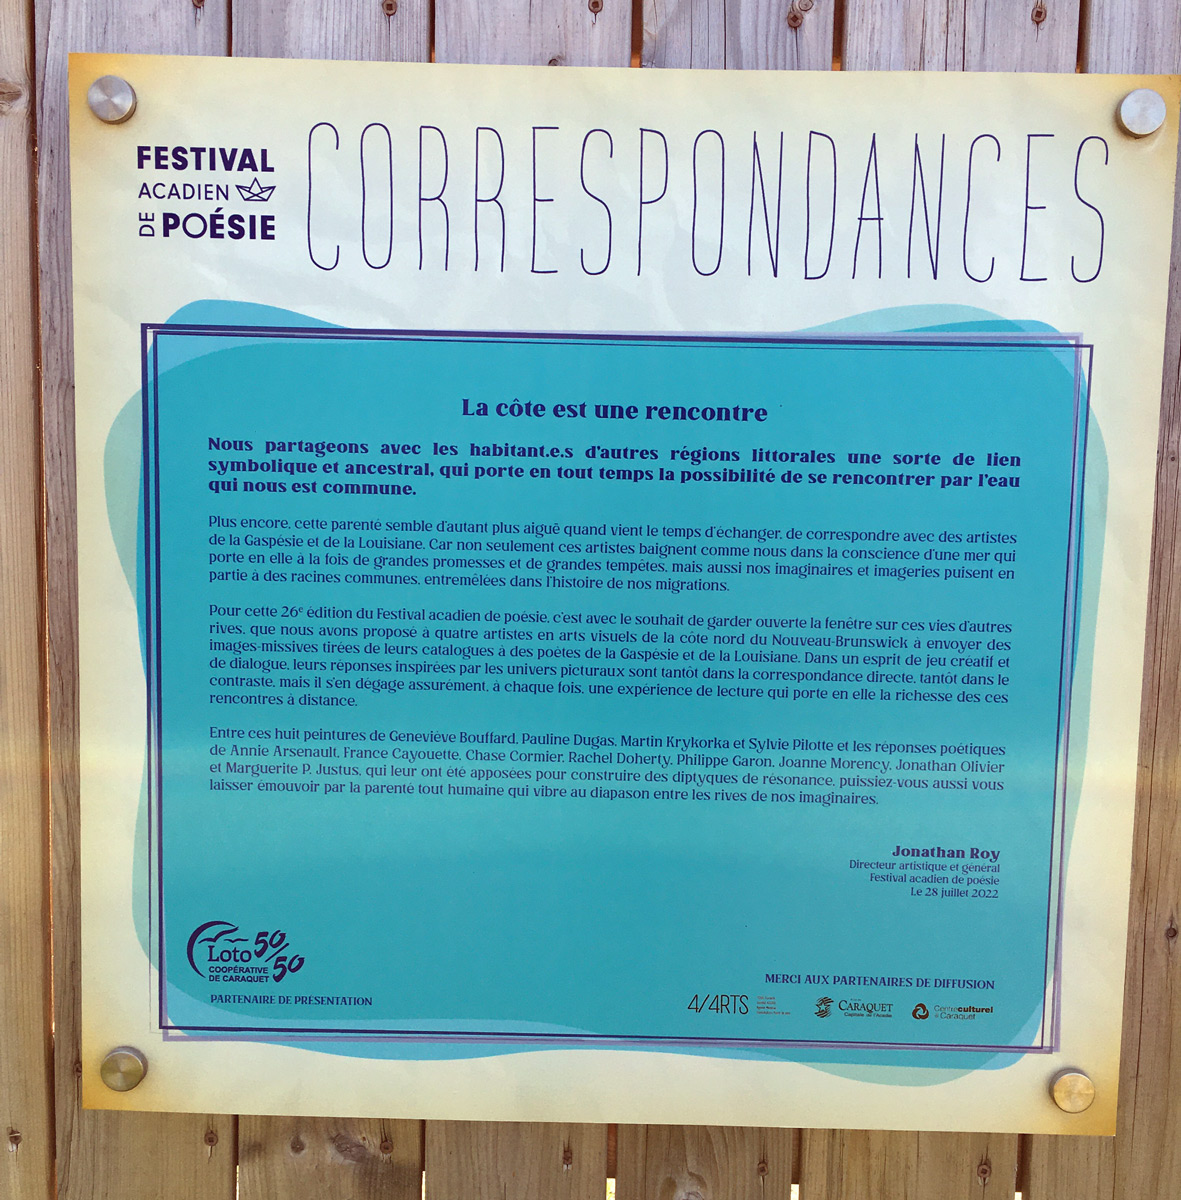 FESTIVAL
ACADIEN
DE POÉSIE
CORRESPONDANCES
La côte est une rencontre
Nous partageons avec les habitant.e.s d'autres régions littorales une sorte de lien
symbolique et ancestral, qui porte en tout temps la possibilité de se rencontrer par l'eau
qui nous est commune.
Plus encore, cette parenté semble d'autant plus aiguë quand vient le temps d'échanger, de correspondre avec des artistes
de la Gaspésie et de la Louisiane. Car non seulement ces artistes baignent comme nous dans la conscience d'une mer qui
porte en elle à la fois de grandes promesses et de grandes tempêtes, mais aussi nos imaginaires et imageries puisent en
partie à des racines communes, entremêlées dans l'histoire de nos migrations.
Pour cette 26e édition du Festival acadien de poésie, c'est avec le souhait de garder ouverte la fenêtre sur ces vies d'autres
rives, que nous avons proposé à quatre artistes en arts visuels de la côte nord du Nouveau-Brunswick à envoyer des
images-missives tirées de leurs catalogues à des poètes de la Gaspésie et de la Louisiane. Dans un esprit de jeu créatif et
de dialogue, leurs réponses inspirées par les univers picturaux sont tantôt dans la correspondance directe, tantôt dans le
contraste, mais il s'en dégage assurément, à chaque fois, une expérience de lecture qui porte en elle la richesse des ces
rencontres à distance.
Entre ces huit peintures de Geneviève Bouffard, Pauline Dugas, Martin Krykorka et Sylvie Pilotte et les réponses poétiques
de Annie Arsenault, France Cayouette, Chase Cormier, Rachel Doherty, Philippe Garon, Joanne Morency, Jonathan Olivier
et Marguerite P. Justus, qui leur ont été apposées pour construire des diptyques de résonance, puissiez-vous aussi vous
laisser émouvoir par la parenté tout humaine qui vibre au diapason entre les rives de nos imaginaires.
Jonathan Roy
Directeur artistique et général
Festival acadien de poésie
Le 28 juillet 2022
Loto 50/50
COOPÉRATIVE
DE CARAQUET
PARTENAIRE DE PRÉSENTATION
MERCI AUX PARTENAIRES DE DIFFUSION
4/4RTS
CARAQUET
Capitale de l'Acadie
Centre culturel
de Caraquet